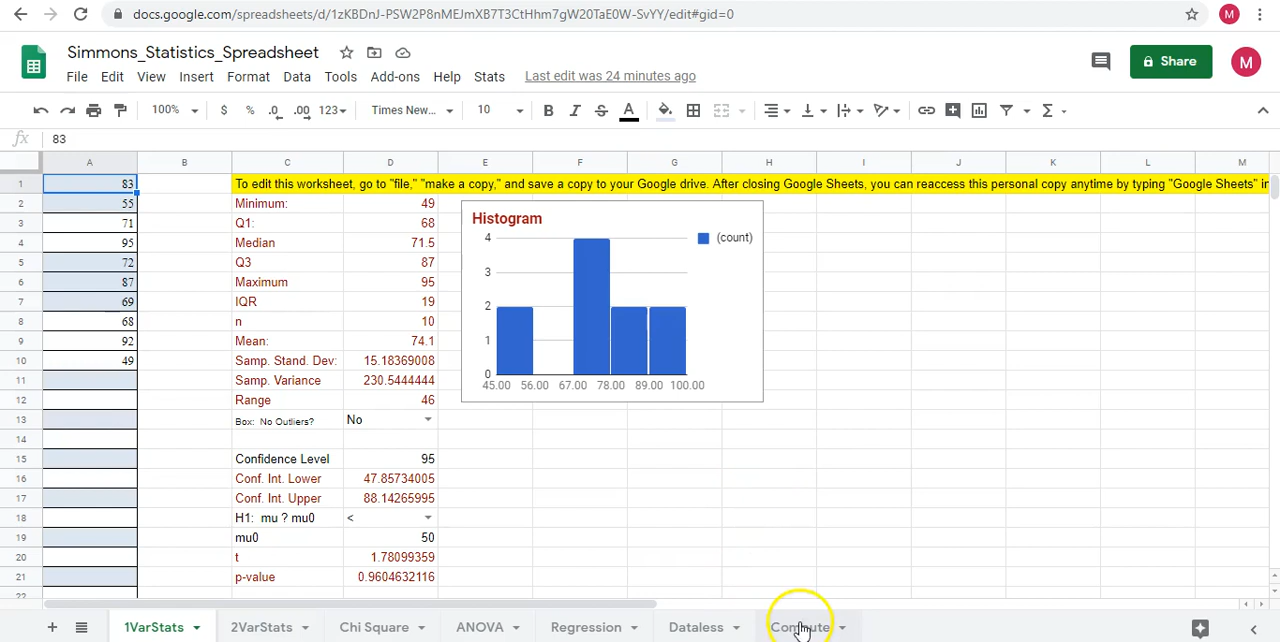 docs.google.com/spreadsheets/d/1zKBDnJ-PSW2P8nMEJmXB7T3CtHhm7gW20TaE0W-SvYY/edit#gid=0
M
Simmons_Statistics_Spreadsheet
File Edit View Insert Format Data Tools Add-ons Help Stats Last edit was 24 minutes ago
Share
M
100% $ % .0 .00 123 Times New... 10 B I S A
fx 83
A B C D E F G H I J K L M
1 83 To edit this worksheet, go to "file," "make a copy," and save a copy to your Google drive. After closing Google Sheets, you can reaccess this personal copy anytime by typing "Google Sheets" in
2 55 Minimum: 49
3 71 Q1: 68
4 95 Median 71.5
5 72 Q3 87
6 87 Maximum 95
7 69 IQR 19
8 68 n 10
9 92 Mean: 74.1
10 49 Samp. Stand. Dev: 15.18369008
11 Samp. Variance 230.5444444
12 Range 46
13 Box: No Outliers? No
14
15 Confidence Level 95
16 Conf. Int. Lower 47.85734005
17 Conf. Int. Upper 88.14265995
18 H1: mu ? mu0 <
19 mu0 50
20 t 1.78099359
21 p-value 0.9604632116
22
Histogram
(count)
4
3
2
1
0
45.00 56.00 67.00 78.00 89.00 100.00
1VarStats 2VarStats Chi Square ANOVA Regression Dataless Compute